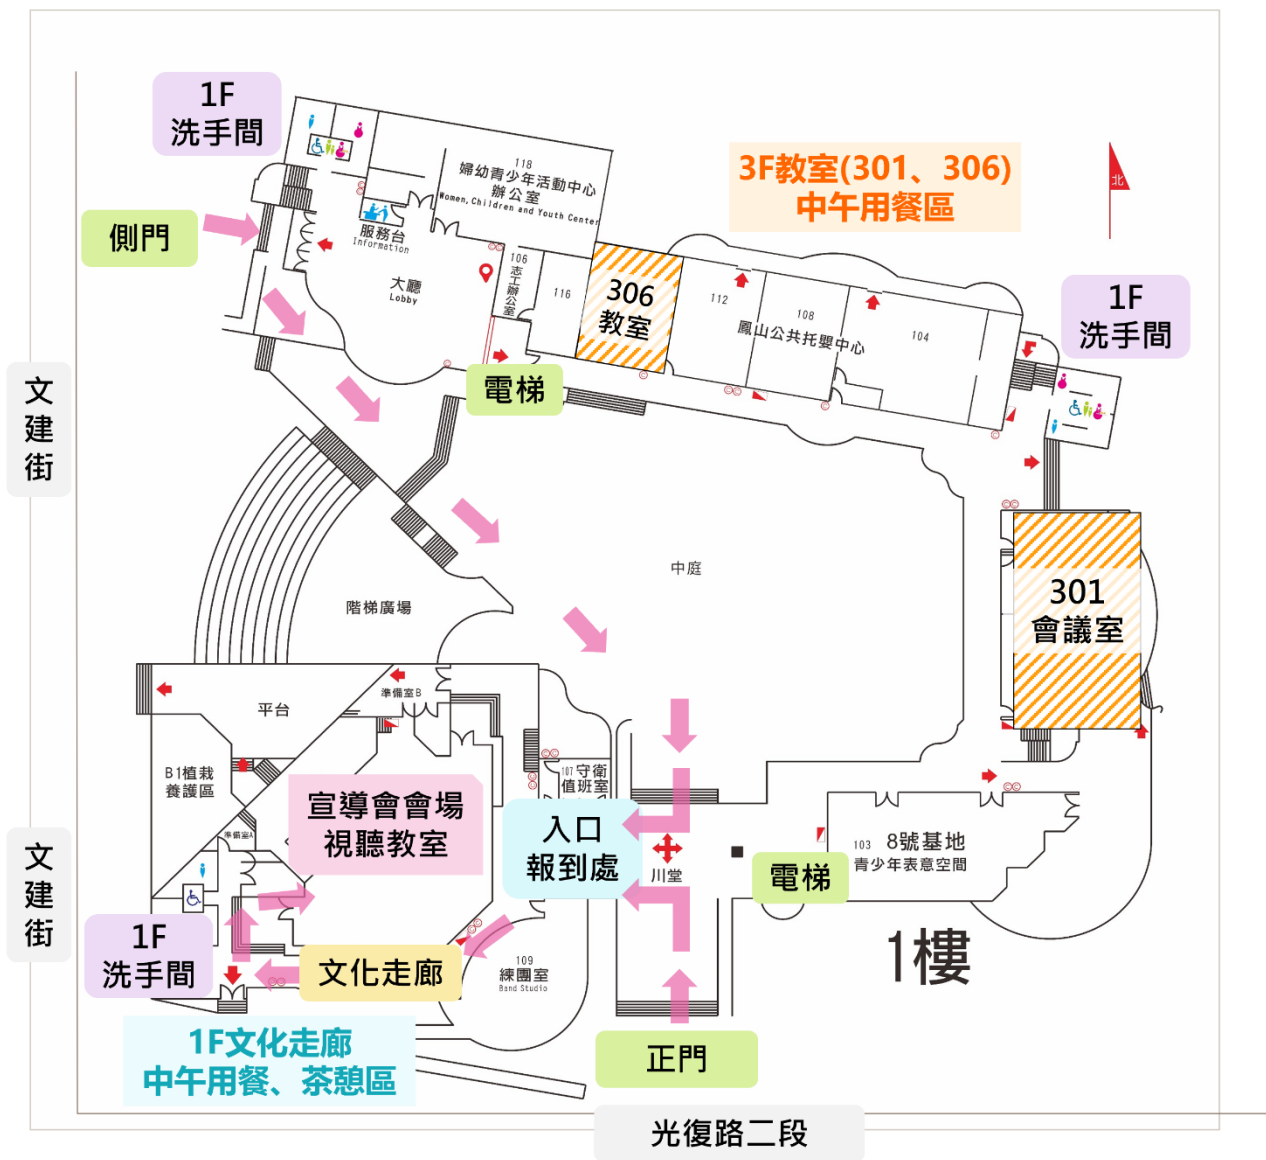 1F
洗手間
118
婦幼青少年活動中心
辦公室
Women,Children and Youth Center
3F教室(301、306)
中午用餐區
北
側門
服務台
Information
大廳
Lobby
106
志工辦公室
116
306
教室
112
108
鳳山公共托嬰中心
104
1F
洗手間
電梯
文建街
中庭
階梯廣場
301
會議室
平台
準備室B
B1植栽
養護區
準備室A
宣導會會場
視聽教室
107 守衛
值班室
入口
報到處
川堂
電梯
103 8號基地
青少年表意空間
文建街
1F
洗手間
文化走廊
109
練團室
Band Studio
1樓
1F文化走廊
中午用餐、茶憩區
正門
光復路二段